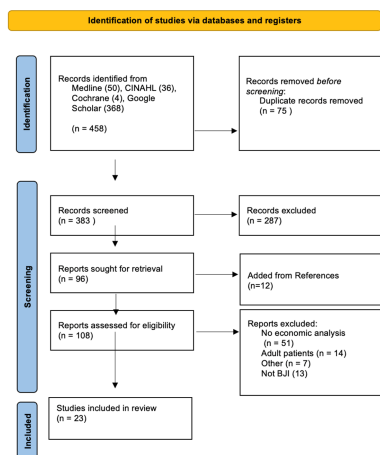 Identification of studies via databases and registers
Identification
Records identified from
Medline (50), CINAHL (36),
Cochrane (4), Google
Scholar (368)
(n = 458)
Records removed before
screening:
Duplicate records removed
(n = 75 )
Screening
Records screened
(n = 383 )
Records excluded
(n = 287)
Reports sought for retrieval
(n = 96)
Added from References
(n=12)
Reports assessed for eligibility
(n = 108)
Reports excluded:
No economic analysis
(n = 51)
Adult patients (n = 14)
Other (n = 7)
Not BJI (13)
Included
Studies included in review
(n = 23)